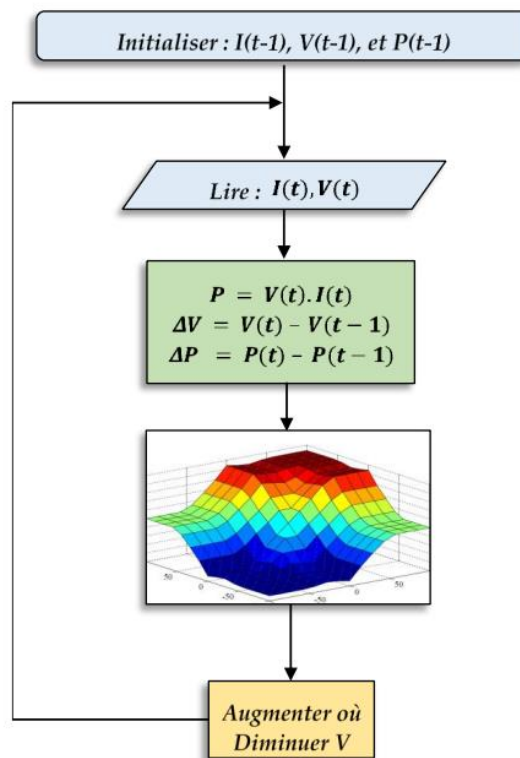 Initialiser : I(t-1), V(t-1), et P(t-1)
Lire : I(t),V(t)
P = V(t).I(t)
ΔV = V(t) – V(t – 1)
ΔP = P(t) – P(t – 1)
50
0
-50
-50
0
50
Augmenter où
Diminuer V